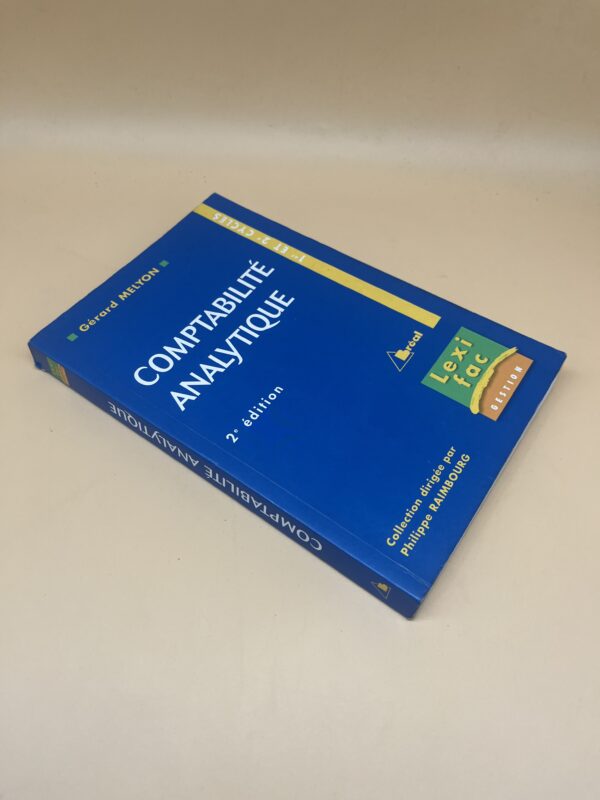 Gérard MELYON
COMPTABILITÉ
ANALYTIQUE
2e édition
1er ET 2e CYCLES
Bréal
Lexi
fac
GESTION
Collection dirigée par
Philippe RAIMBOURG
COMPTABILITÉ ANALYTIQUE